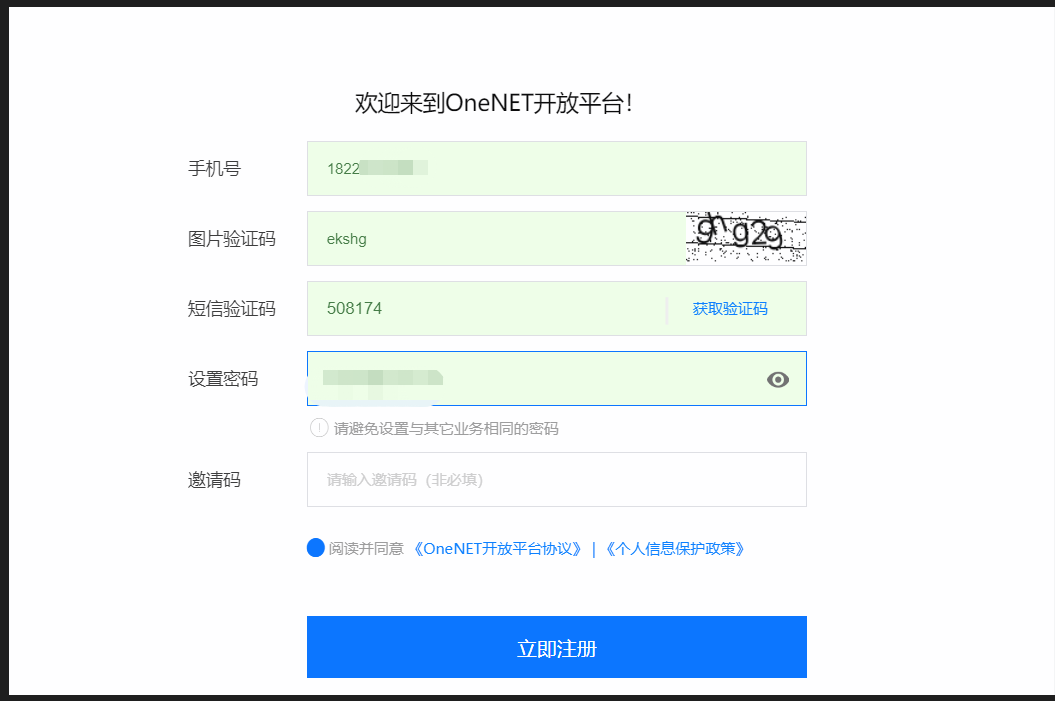 欢迎来到OneNET开放平台！
手机号 1822
图片验证码 ekshg ghg29
短信验证码 508174 获取验证码
设置密码
请避免设置与其它业务相同的密码
邀请码 请输入邀请码（非必填）
阅读并同意 《OneNET开放平台协议》 | 《个人信息保护政策》
立即注册